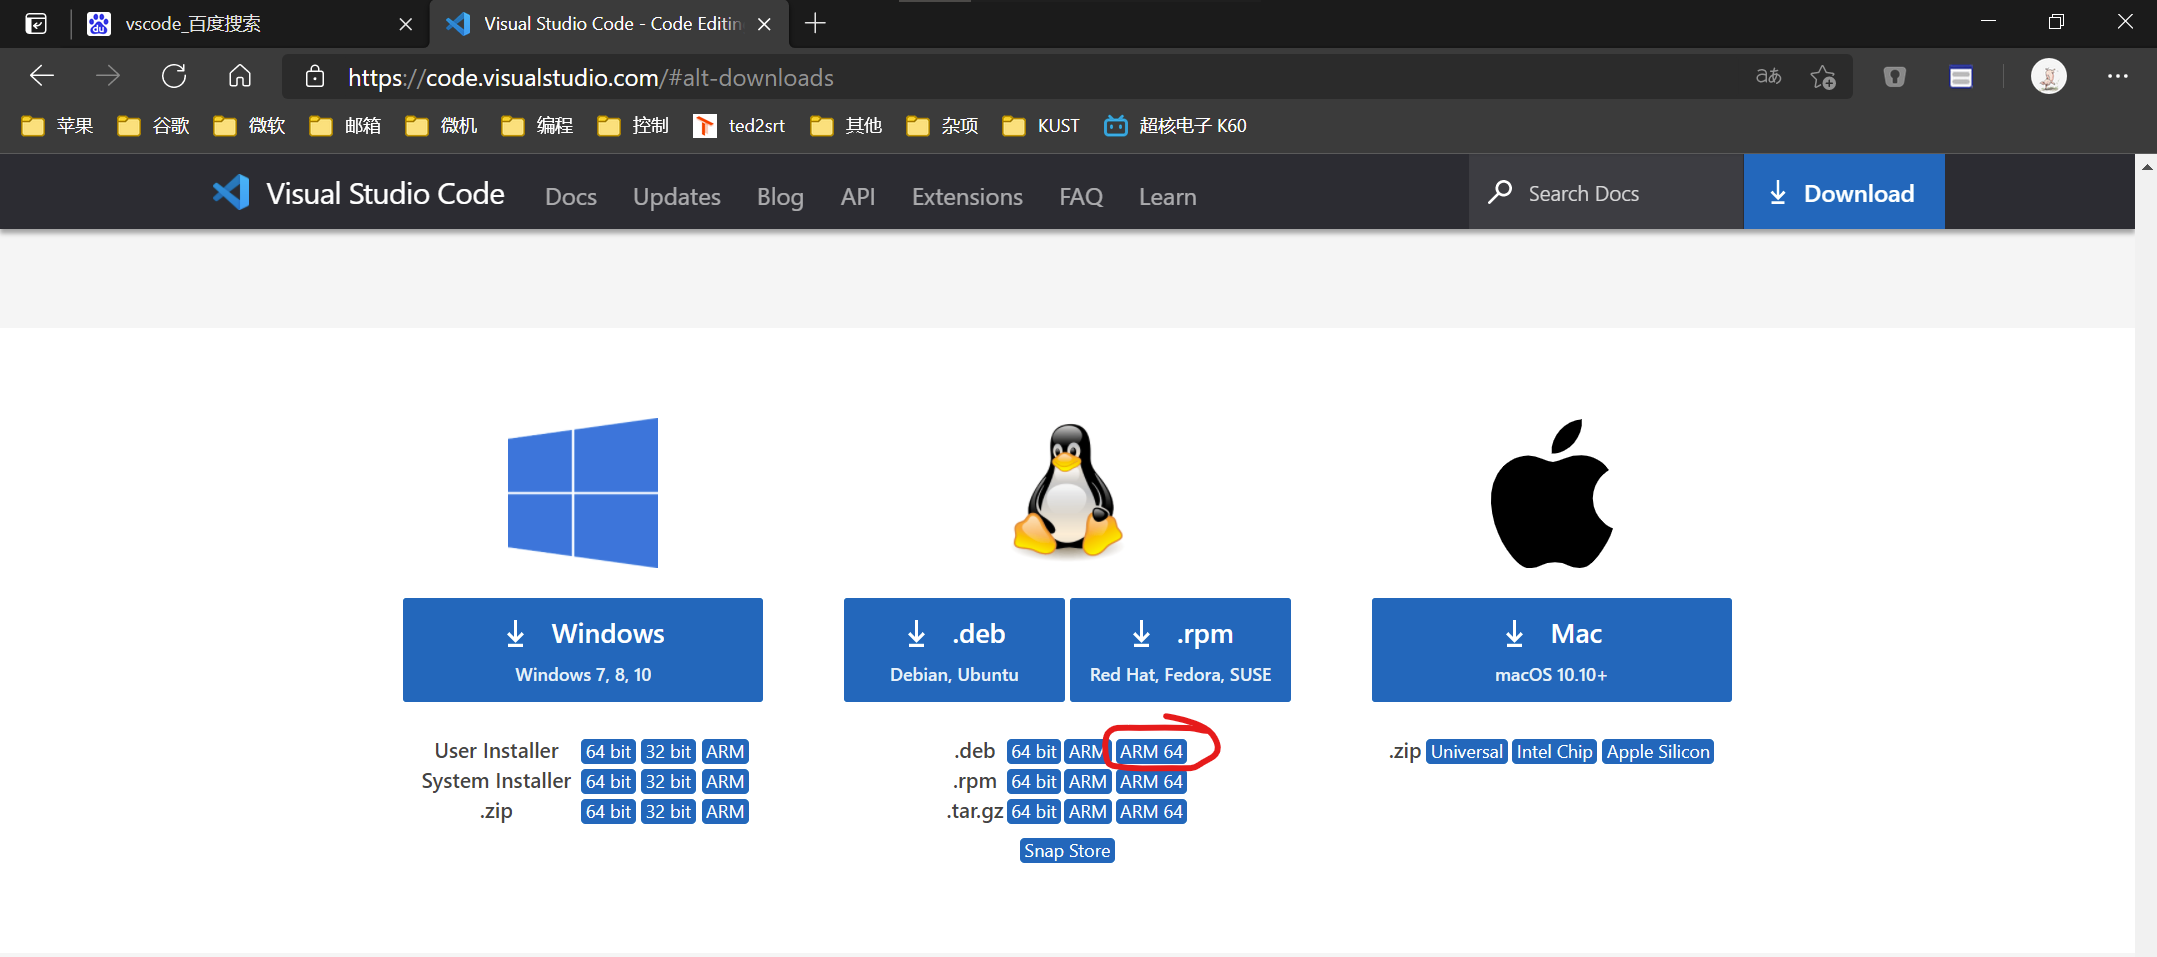 vscode_百度搜索
Visual Studio Code - Code Editin
https://code.visualstudio.com/#alt-downloads
aあ
苹果 谷歌 微软 邮箱 微机 编程 控制 ted2srt 其他 杂项 KUST 超核电子 K60
Visual Studio Code Docs Updates Blog API Extensions FAQ Learn Search Docs Download
Windows
Windows 7, 8, 10
.deb
Debian, Ubuntu
.rpm
Red Hat, Fedora, SUSE
Mac
macOS 10.10+
User Installer 64 bit 32 bit ARM
System Installer 64 bit 32 bit ARM
.zip 64 bit 32 bit ARM
.deb 64 bit ARM ARM 64
.rpm 64 bit ARM ARM 64
.tar.gz 64 bit ARM ARM 64
Snap Store
.zip Universal Intel Chip Apple Silicon